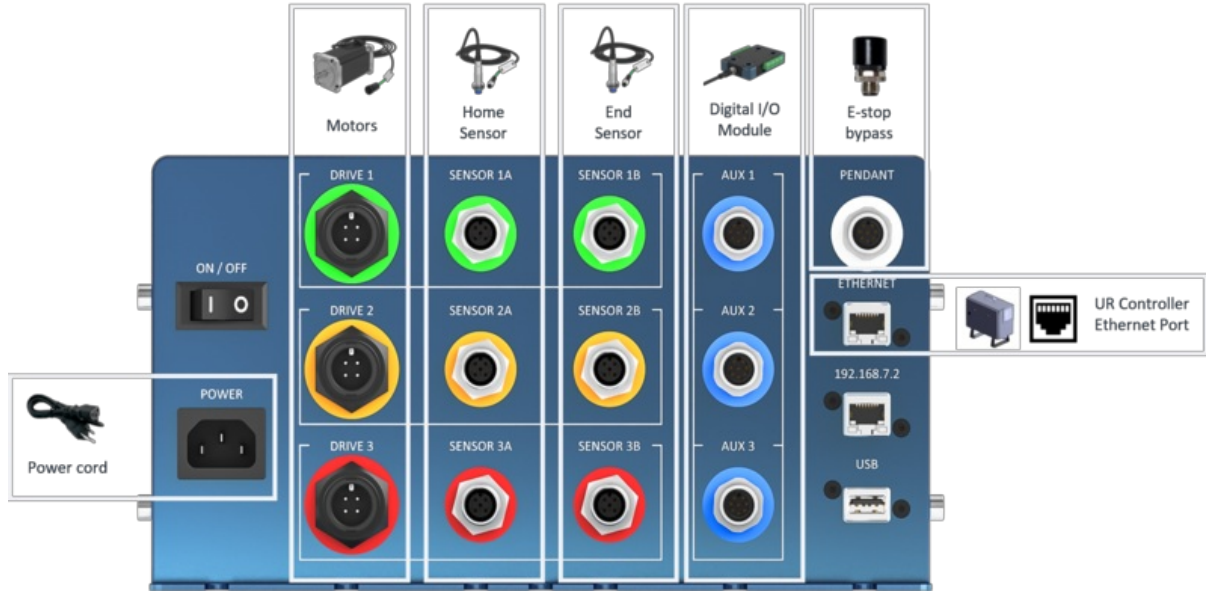 Motors
Home
Sensor
End
Sensor
Digital I/O
Module
E-stop
bypass
DRIVE 1
SENSOR 1A
SENSOR 1B
AUX 1
PENDANT
ON / OFF
I O
ETHERNET
UR Controller
Ethernet Port
DRIVE 2
SENSOR 2A
SENSOR 2B
AUX 2
192.168.7.2
POWER
Power cord
DRIVE 3
SENSOR 3A
SENSOR 3B
AUX 3
USB